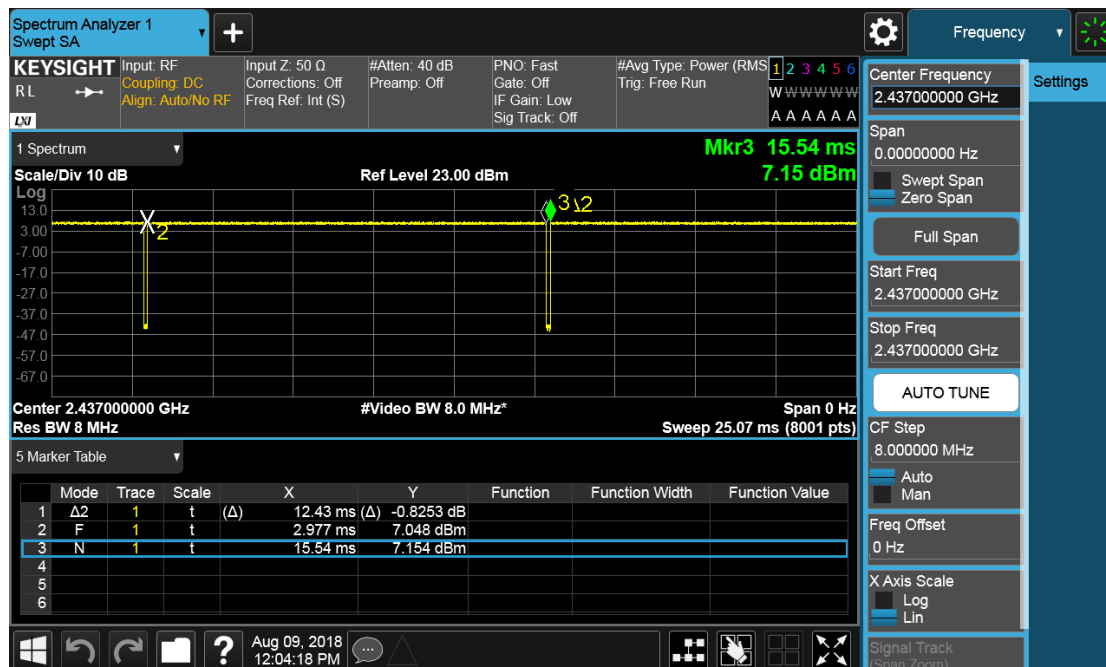 Spectrum Analyzer 1
Swept SA
Frequency
KEYSIGHT
RL
LXI
Input: RF
Coupling: DC
Align: Auto/No RF
Input Z: 50 Ω
Corrections: Off
Freq Ref: Int (S)
#Atten: 40 dB
Preamp: Off
PNO: Fast
Gate: Off
IF Gain: Low
Sig Track: Off
#Avg Type: Power (RMS
Trig: Free Run
1 2 3 4 5 6
W W W W W W
A A A A A A
1 Spectrum
Mkr3 15.54 ms
7.15 dBm
Scale/Div 10 dB Ref Level 23.00 dBm
Log
13.0
3.00
-7.00
-17.0
-27.0
-37.0
-47.0
-57.0
-67.0
2
3
Δ2
Center 2.437000000 GHz #Video BW 8.0 MHz* Span 0 Hz
Res BW 8 MHz Sweep 25.07 ms (8001 pts)
5 Marker Table
Mode Trace Scale X Y Function Function Width Function Value
1 Δ2 1 t (Δ) 12.43 ms (Δ) -0.8253 dB
2 F 1 t 2.977 ms 7.048 dBm
3 N 1 t 15.54 ms 7.154 dBm
4
5
6
?
Aug 09, 2018
12:04:18 PM
Center Frequency
2.437000000 GHz
Settings
Span
0.00000000 Hz
Swept Span
Zero Span
Full Span
Start Freq
2.437000000 GHz
Stop Freq
2.437000000 GHz
AUTO TUNE
CF Step
8.000000 MHz
Auto
Man
Freq Offset
0 Hz
X Axis Scale
Log
Lin
Signal Track
(Span Zoom)